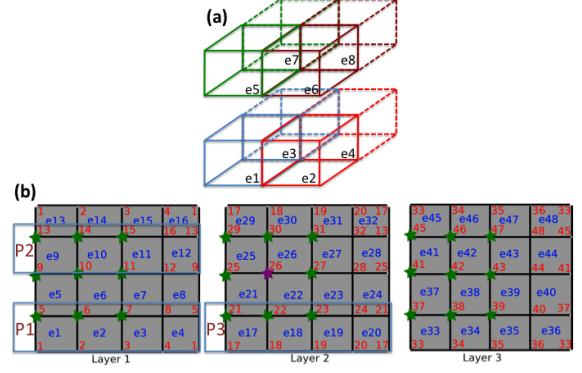 (a)
e7 e8
e5 e6
e3 e4
e1 e2
(b)
1 2 3 4 1
e13 e14 e15 e16
13 14 15 16 13
P2 e9 e10 e11 e12
9 10 11 12 9
e5 e6 e7 e8
5 6 7 8 5
P1 e1 e2 e3 e4
1 2 3 4 1
Layer 1
17 18 19 20 17
e29 e30 e31 e32
29 30 31 32 13
e25 e26 e27 e28
25 26 27 28 25
e21 e22 e23 e24
21 22 23 24 21
P3 e17 e18 e19 e20
17 18 19 20 17
Layer 2
33 34 35 36 33
e45 e46 e47 e48
45 46 47 48 45
e41 e42 e43 e44
41 42 43 44 41
e37 e38 e39 e40
37 38 39 40 37
e33 e34 e35 e36
33 34 35 36 33
Layer 3